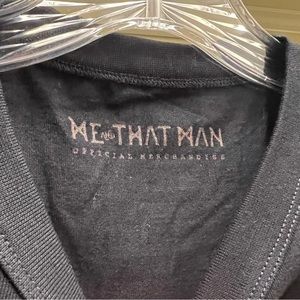 ME AND THAT MAN
OFFICIAL MERCHANDISE